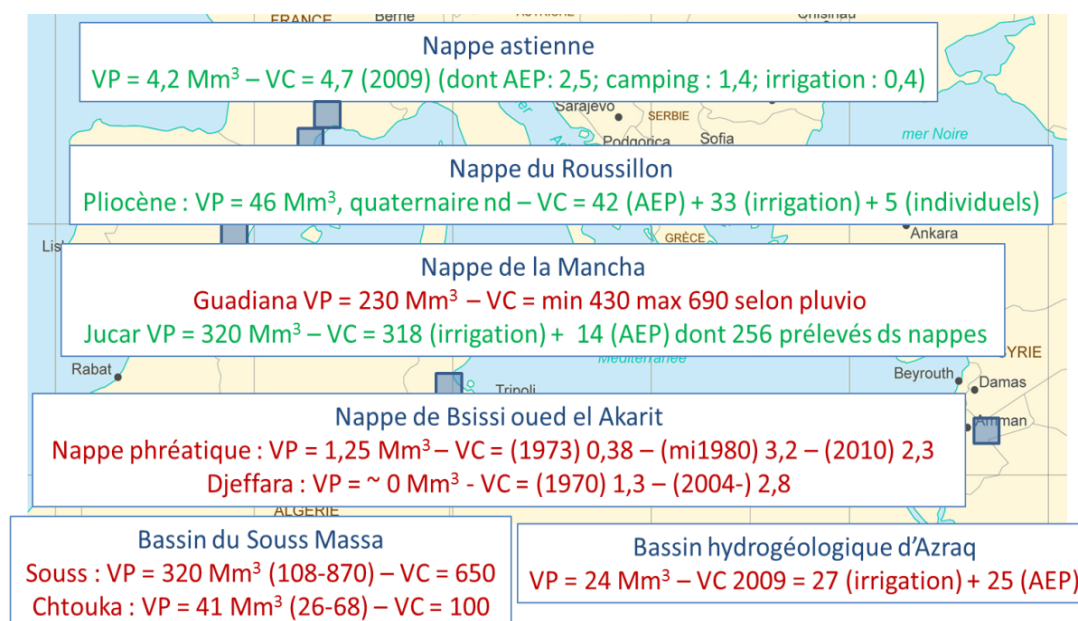 FRANCE
Berne
Chisinau
Nappe astienne
VP = 4,2 Mm³ – VC = 4,7 (2009) (dont AEP: 2,5; camping : 1,4; irrigation : 0,4)
Sarajevo
SERBIE
Podgorica
Sofia
mer Noire
Nappe du Roussillon
Pliocène : VP = 46 Mm³, quaternaire nd – VC = 42 (AEP) + 33 (irrigation) + 5 (individuels)
Lis
GRÈCE
Ankara
Nappe de la Mancha
Guadiana VP = 230 Mm³ – VC = min 430 max 690 selon pluvio
Jucar VP = 320 Mm³ – VC = 318 (irrigation) + 14 (AEP) dont 256 prélevés ds nappes
Méditerranée
YRIE
Rabat
Tripoli
Beyrouth
Damas
Amman
Nappe de Bsissi oued el Akarit
Nappe phréatique : VP = 1,25 Mm³ – VC = (1973) 0,38 – (mi1980) 3,2 – (2010) 2,3
Djeffara : VP = ~ 0 Mm³ - VC = (1970) 1,3 – (2004-) 2,8
ALGÉRIE
Bassin du Souss Massa
Souss : VP = 320 Mm³ (108-870) – VC = 650
Chtouka : VP = 41 Mm³ (26-68) – VC = 100
Bassin hydrogéologique d'Azraq
VP = 24 Mm³ – VC 2009 = 27 (irrigation) + 25 (AEP)